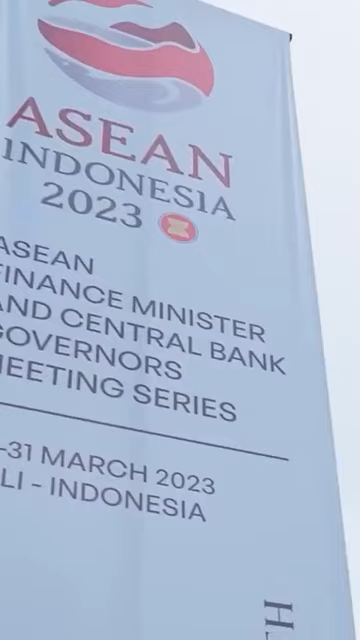 ASEAN
INDONESIA
2023
ASEAN
FINANCE MINISTER
AND CENTRAL BANK
GOVERNORS
MEETING SERIES
-31 MARCH 2023
LI - INDONESIA
H